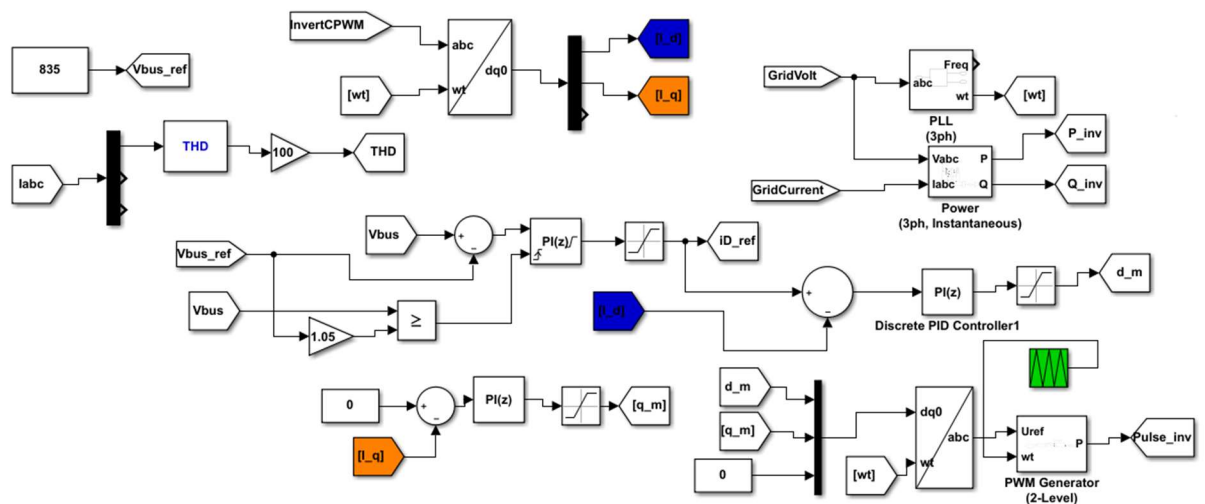 InvertCPWM
abc
[wt]
wt
dq0
[I_d]
[I_q]
835
Vbus_ref
Iabc
THD
100
THD
GridVolt
abc
Freq
wt
[wt]
PLL
(3ph)
Vabc
P
P_inv
GridCurrent
Iabc
Q
Q_inv
Power
(3ph, Instantaneous)
Vbus
Vbus_ref
+
−
PI(z)
iD_ref
Vbus
1.05
≥
[I_d]
+
−
PI(z)
d_m
Discrete PID Controller1
0
+
−
PI(z)
[q_m]
[I_q]
d_m
[q_m]
0
[wt]
dq0
wt
abc
Uref
wt
P
Pulse_inv
PWM Generator
(2-Level)